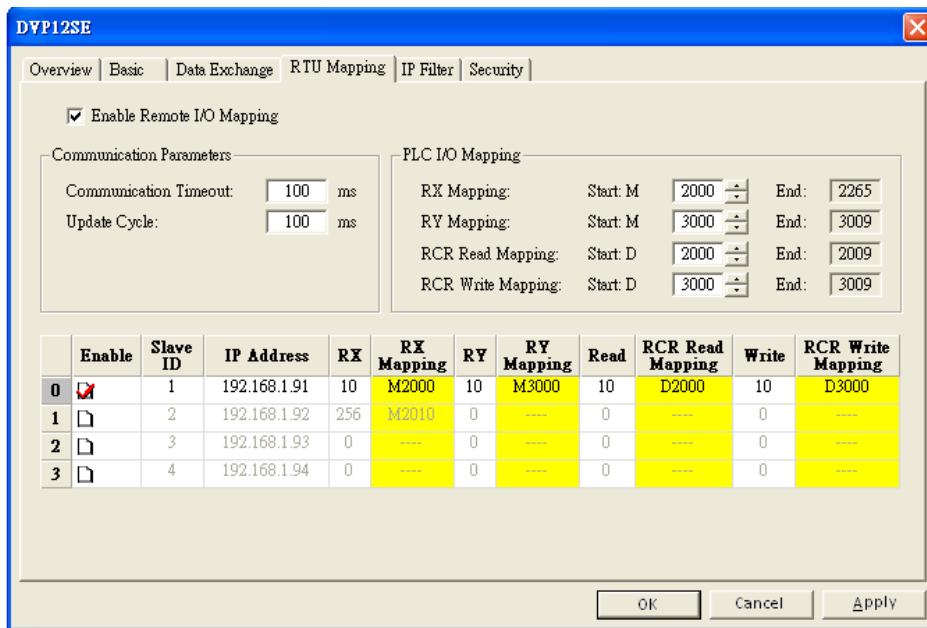 DVP12SE
Overview Basic Data Exchange RTU Mapping IP Filter Security
Enable Remote I/O Mapping
Communication Parameters
Communication Timeout: 100 ms
Update Cycle: 100 ms
PLC I/O Mapping
RX Mapping: Start: M 2000 End: 2265
RY Mapping: Start: M 3000 End: 3009
RCR Read Mapping: Start: D 2000 End: 2009
RCR Write Mapping: Start: D 3000 End: 3009
Enable Slave ID IP Address RX RX Mapping RY RY Mapping Read RCR Read Mapping Write RCR Write Mapping
0 1 192.168.1.91 10 M2000 10 M3000 10 D2000 10 D3000
1 2 192.168.1.92 256 M2010 0 ---- 0 ---- 0 ----
2 3 192.168.1.93 0 ---- 0 ---- 0 ---- 0 ----
3 4 192.168.1.94 0 ---- 0 ---- 0 ---- 0 ----
OK Cancel Apply